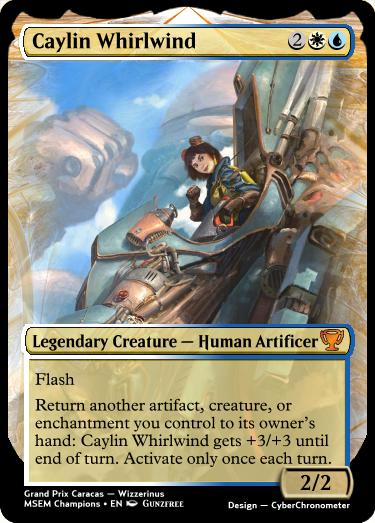 Caylin Whirlwind 2
Legendary Creature — Human Artificer
Flash
Return another artifact, creature, or
enchantment you control to its owner's
hand: Caylin Whirlwind gets +3/+3 until
end of turn. Activate only once each turn.
2/2
Grand Prix Caracas — Wizzerinus
MSEM Champions • EN Gunzfree
Design — CyberChronometer